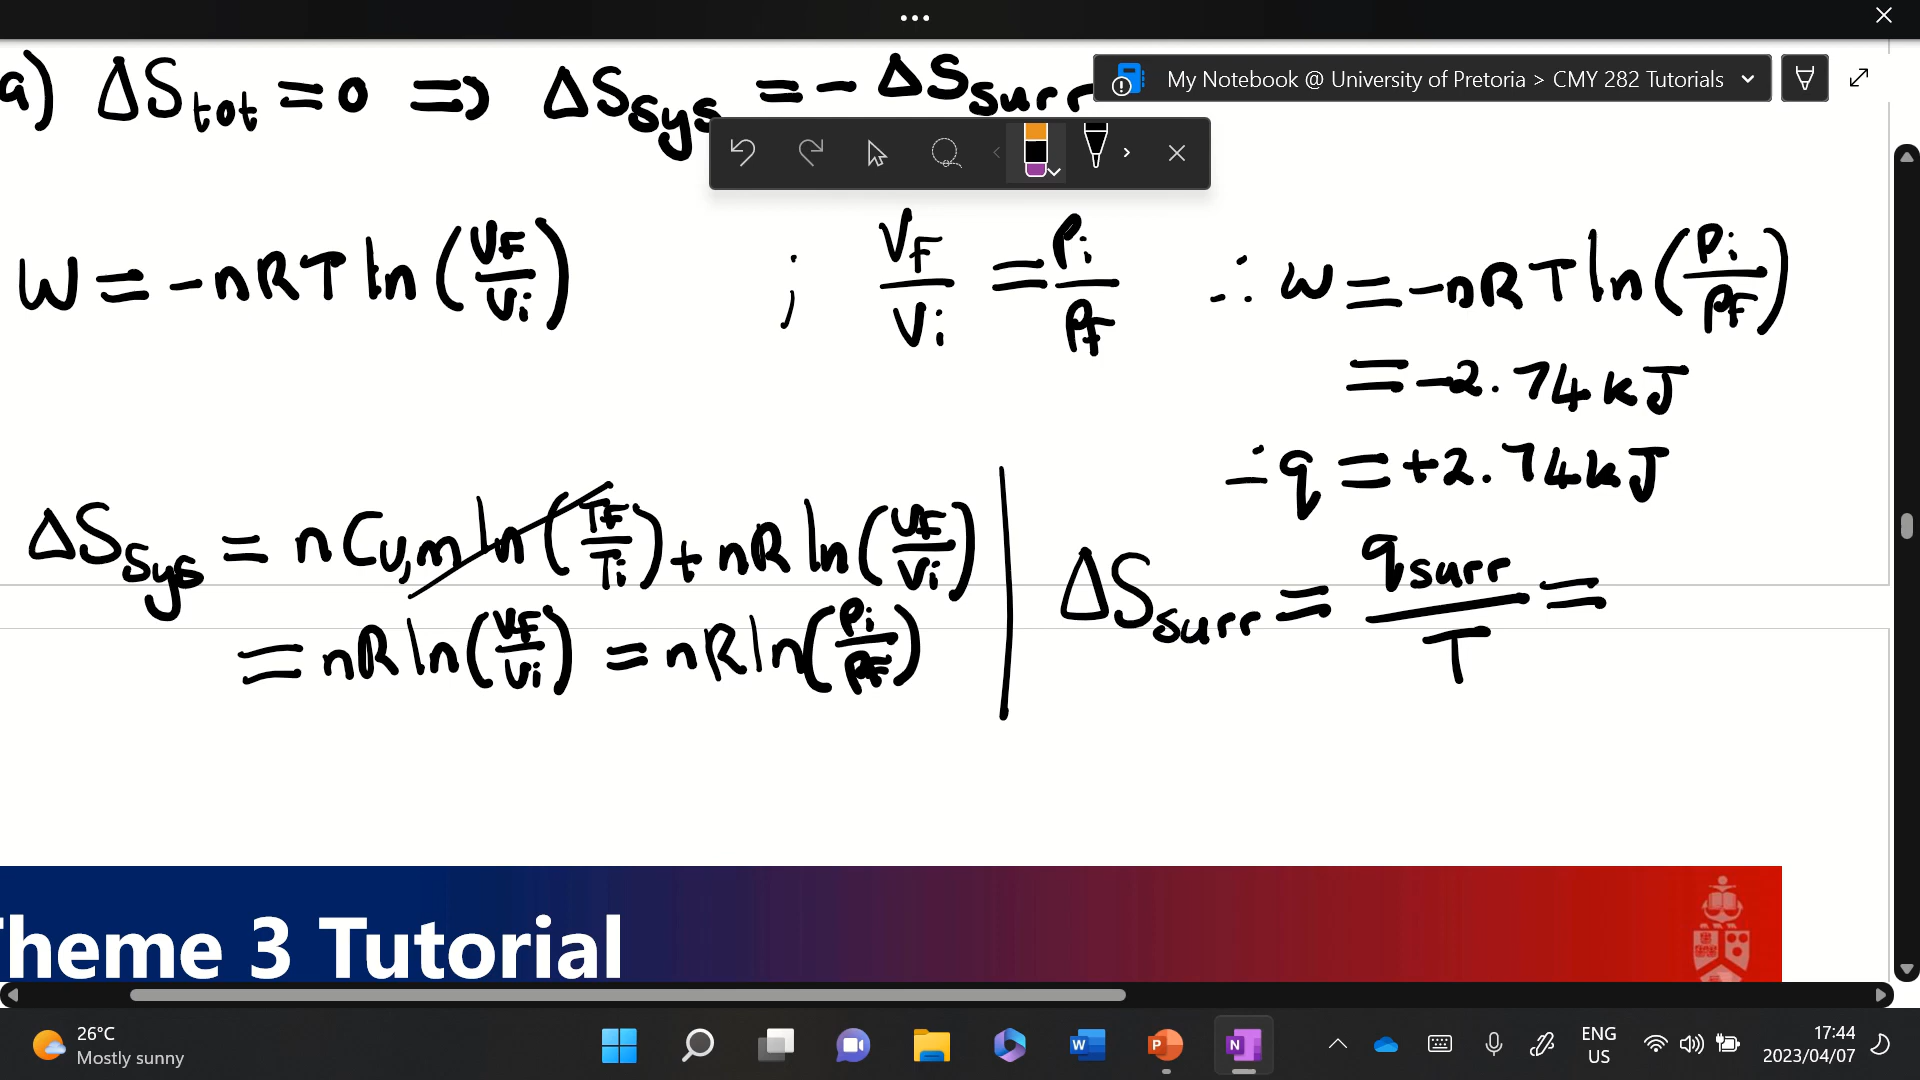 a) ΔS_tot = 0 ⇒ ΔS_sys = - ΔS_surr
My Notebook @ University of Pretoria > CMY 282 Tutorials
W = -nRT ln(V_F/V_i) ; V_F/V_i = P_i/P_F ∴ W = -nRT ln(P_i/P_F)
= -2.74 kJ
∴ q = +2.74 kJ
ΔS_sys = nC_v,m ln(T_F/T_i) + nR ln(V_F/V_i)
= nR ln(V_F/V_i) = nR ln(P_i/P_F)
ΔS_surr = q_surr/T =
Theme 3 Tutorial
26°C
Mostly sunny
ENG
US
17:44
2023/04/07